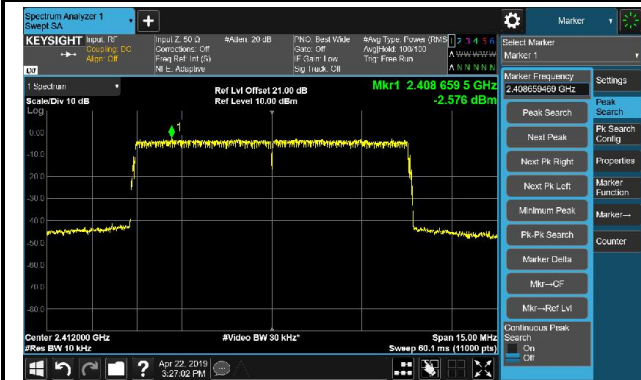 Spectrum Analyzer 1
Swept SA
Marker
KEYSIGHT
Input: RF
Coupling: DC
Align: Off
Input Z: 50 Ω
Corrections: Off
Freq Ref: Int (S)
NFE: Adaptive
#Atten: 20 dB
PNO: Best Wide
Gate: Off
IF Gain: Low
Sig Track: Off
#Avg Type: Power (RMS)
Avg|Hold: 100/100
Trig: Free Run
1 2 3 4 5 6
A W W W W W
A N N N N N
Select Marker
Marker 1
1 Spectrum
Scale/Div 10 dB
Log
Ref Lvl Offset 21.00 dB
Ref Level 10.00 dBm
Mkr1 2.408 659 5 GHz
-2.576 dBm
0.00
-10.0
-20.0
-30.0
-40.0
-50.0
-60.0
-70.0
-80.0
1
Center 2.412000 GHz
#Res BW 10 kHz
#Video BW 30 kHz*
Span 15.00 MHz
Sweep 60.1 ms (11000 pts)
Marker Frequency
2.408659469 GHz
Peak Search
Next Peak
Next Pk Right
Next Pk Left
Minimum Peak
Pk-Pk Search
Marker Delta
Mkr→CF
Mkr→Ref Lvl
Continuous Peak
Search
On
Off
Settings
Peak
Search
Pk Search
Config
Properties
Marker
Function
Marker→
Counter
Apr 22, 2019
3:27:02 PM